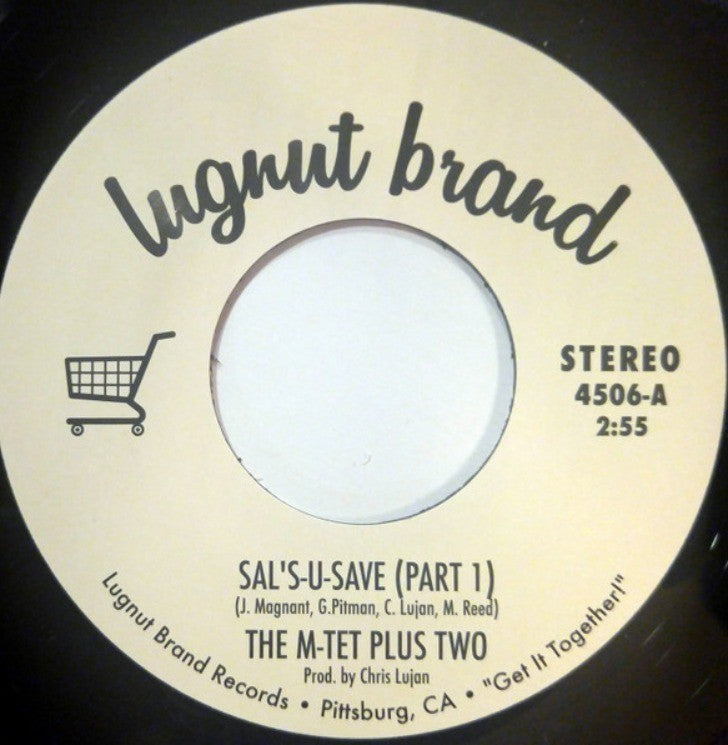 lugnut brand
STEREO
4506-A
2:55
SAL'S-U-SAVE (PART 1)
(J. Magnant, G.Pitman, C. Lujan, M. Reed)
THE M-TET PLUS TWO
Prod. by Chris Lujan
Lugnut Brand Records • Pittsburg, CA • "Get It Together!"